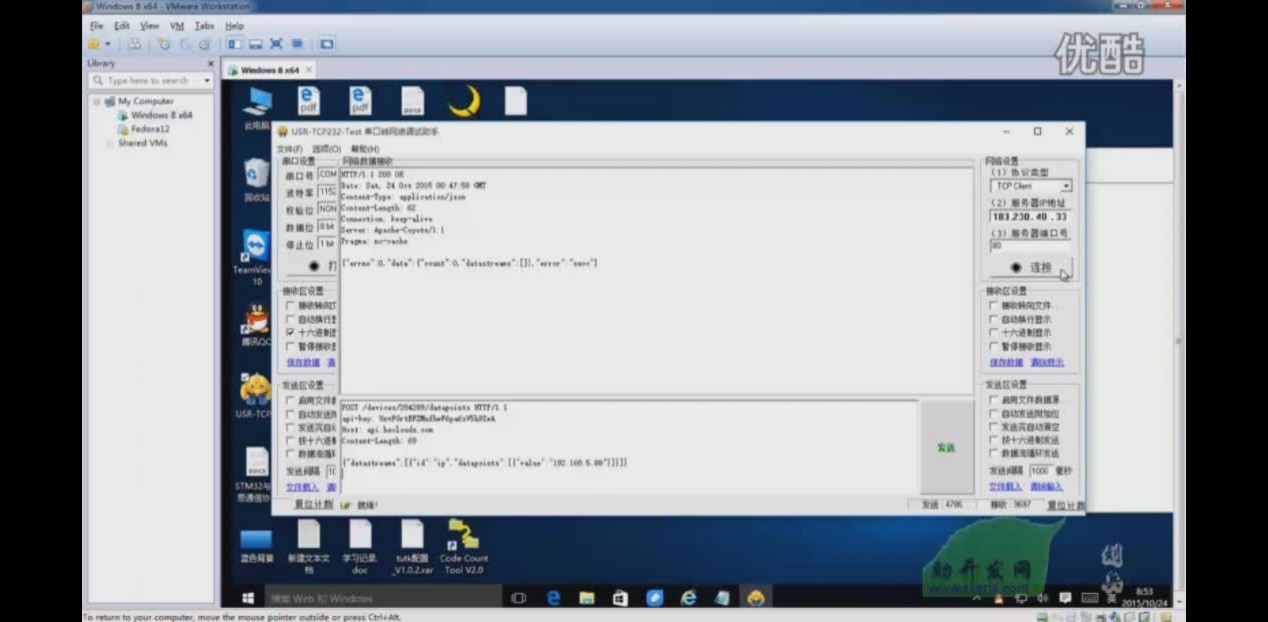 Windows 8 x64 - VMware Workstation
File Edit View VM Tabs Help
优酷
Library
Type here to search
My Computer
Windows 8 x64
Fedora12
Shared VMs
Windows 8 x64
此电脑
回收站
TeamView
10
腾讯QQ
USR-TCP
STM32与
蓝色背景
新建文本文
档
学习记录
doc
tutk配置
_V1.0.2.rar
Code Count
Tool V2.0
USR-TCP232-Test 串口转网络调试助手
文件(F) 选项(O) 帮助(H)
串口设置
串口号 COM
波特率 1152
校验位 NON
数据位 8 bit
停止位 1 bit
打
接收区设置
接收转向文
自动换行显
十六进制显
暂停接收显
保存数据 清
发送区设置
启用文件数
自动发送附
发送完自动
按十六进制
数据流循环
发送间隔 10
文件载入 清
复位计数
就绪!
网络数据接收
HTTP/1.1 200 OK
Date: Sat, 24 Oct 2015 00:47:58 GMT
Content-Type: application/json
Content-Length: 62
Connection: keep-alive
Server: Apache-Coyote/1.1
Pragma: no-cache
{"errno":0,"data":{"count":0,"datastreams":[]},"error":"succ"}
POST /devices/284289/datapoints HTTP/1.1
api-key:
Host: api.heclouds.com
Content-Length: 69
{"datastreams":[{"id":"ip","datapoints":[{"value":"192.168.5.88"}]}]}
发送
发送 : 4786
接收 : 9697
复位计数
网络设置
(1) 协议类型
TCP Client
(2) 服务器IP地址
183.230.40.33
(3) 服务器端口号
80
连接
接收区设置
接收转向文件...
自动换行显示
十六进制显示
暂停接收显示
保存数据 清除显示
发送区设置
启用文件数据源...
自动发送附加位
发送完自动清空
按十六进制发送
数据流循环发送
发送间隔 1000 毫秒
文件载入 清除输入
搜索 Web 和 Windows
英
8:53
2015/10/24
To return to your computer, move the mouse pointer outside or press Ctrl+Alt.